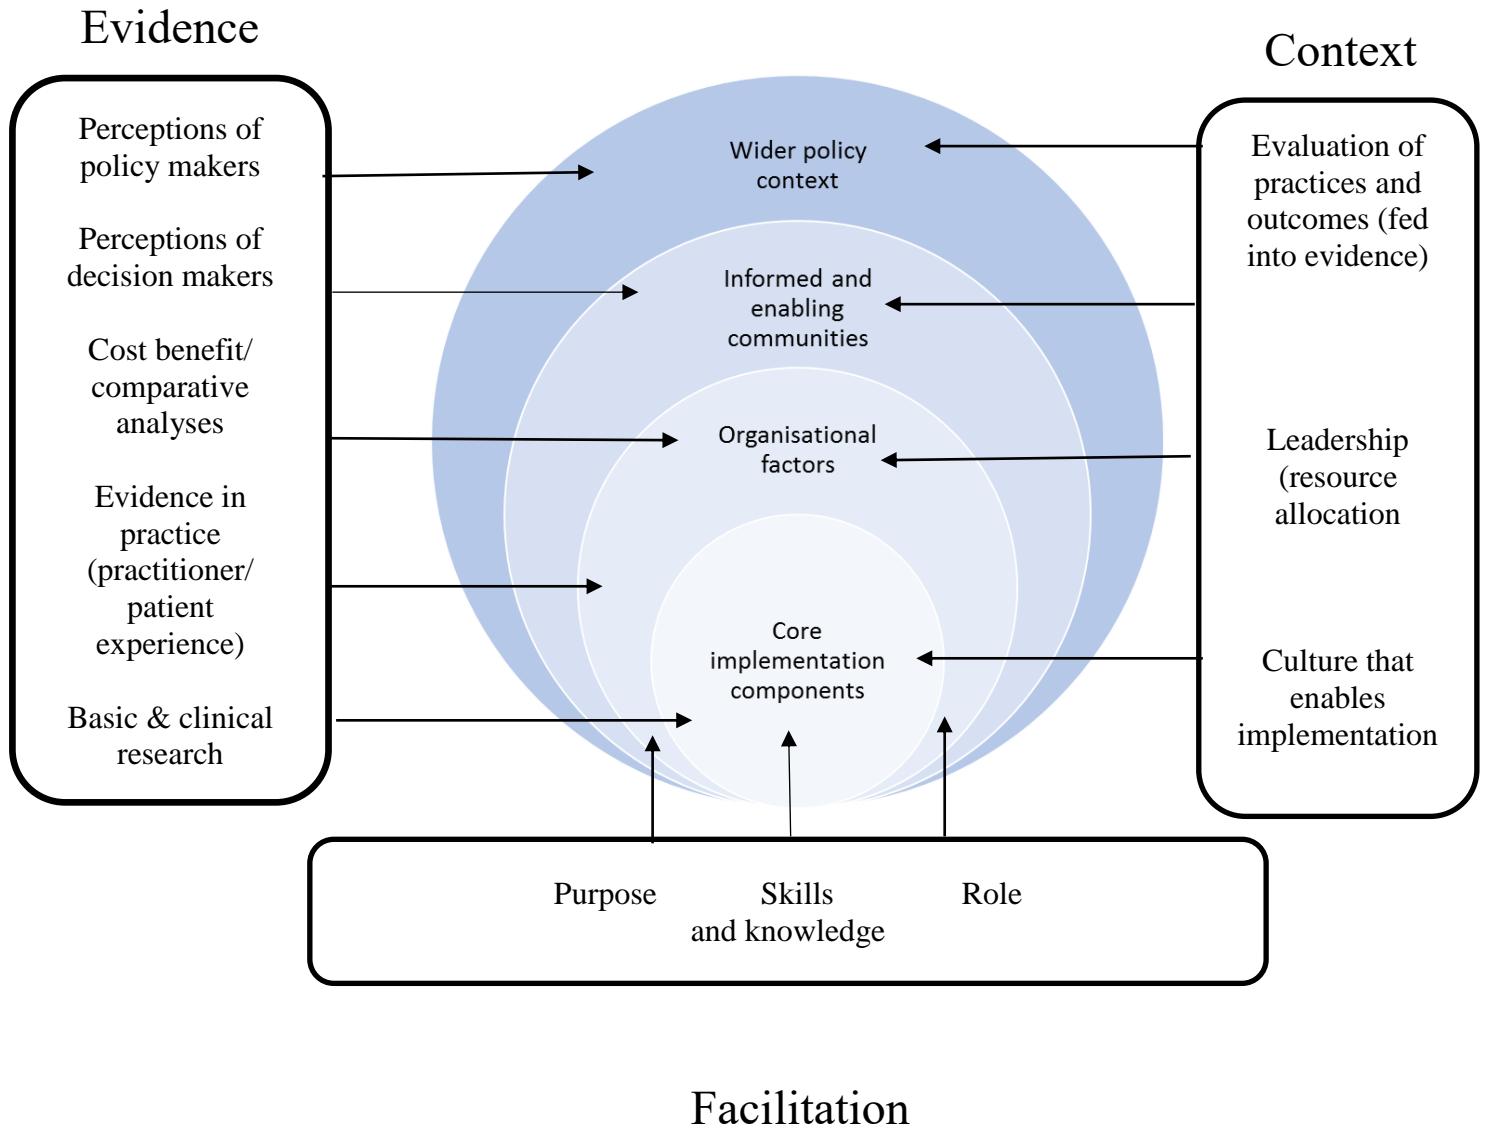 Evidence
Perceptions of
policy makers
Perceptions of
decision makers
Cost benefit/
comparative
analyses
Evidence in
practice
(practitioner/
patient
experience)
Basic & clinical
research
Wider policy
context
Informed and
enabling
communities
Organisational
factors
Core
implementation
components
Context
Evaluation of
practices and
outcomes (fed
into evidence)
Leadership
(resource
allocation
Culture that
enables
implementation
Purpose
Skills
and knowledge
Role
Facilitation